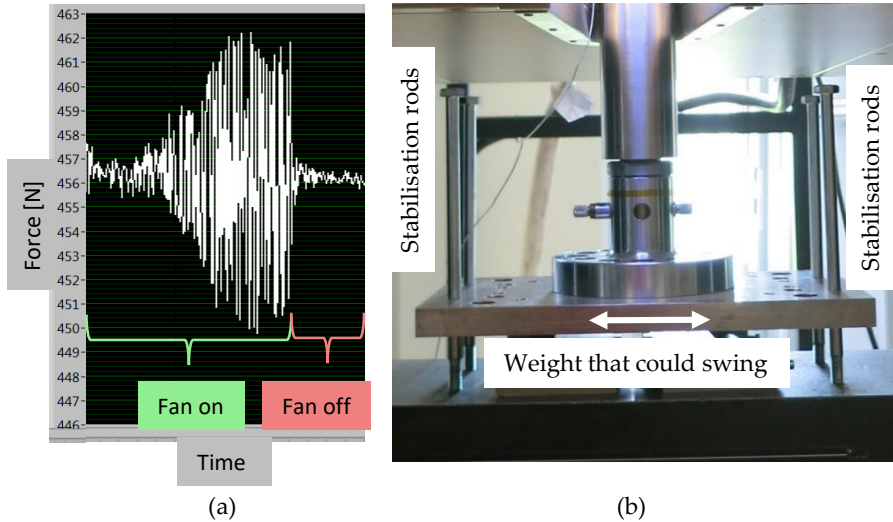 463
462
461
460
459
458
457
456
455
454
453
452
451
450
449
448
447
446
Force [N]
Fan on
Fan off
Time
(a)
Stabilisation rods
Stabilisation rods
Weight that could swing
(b)